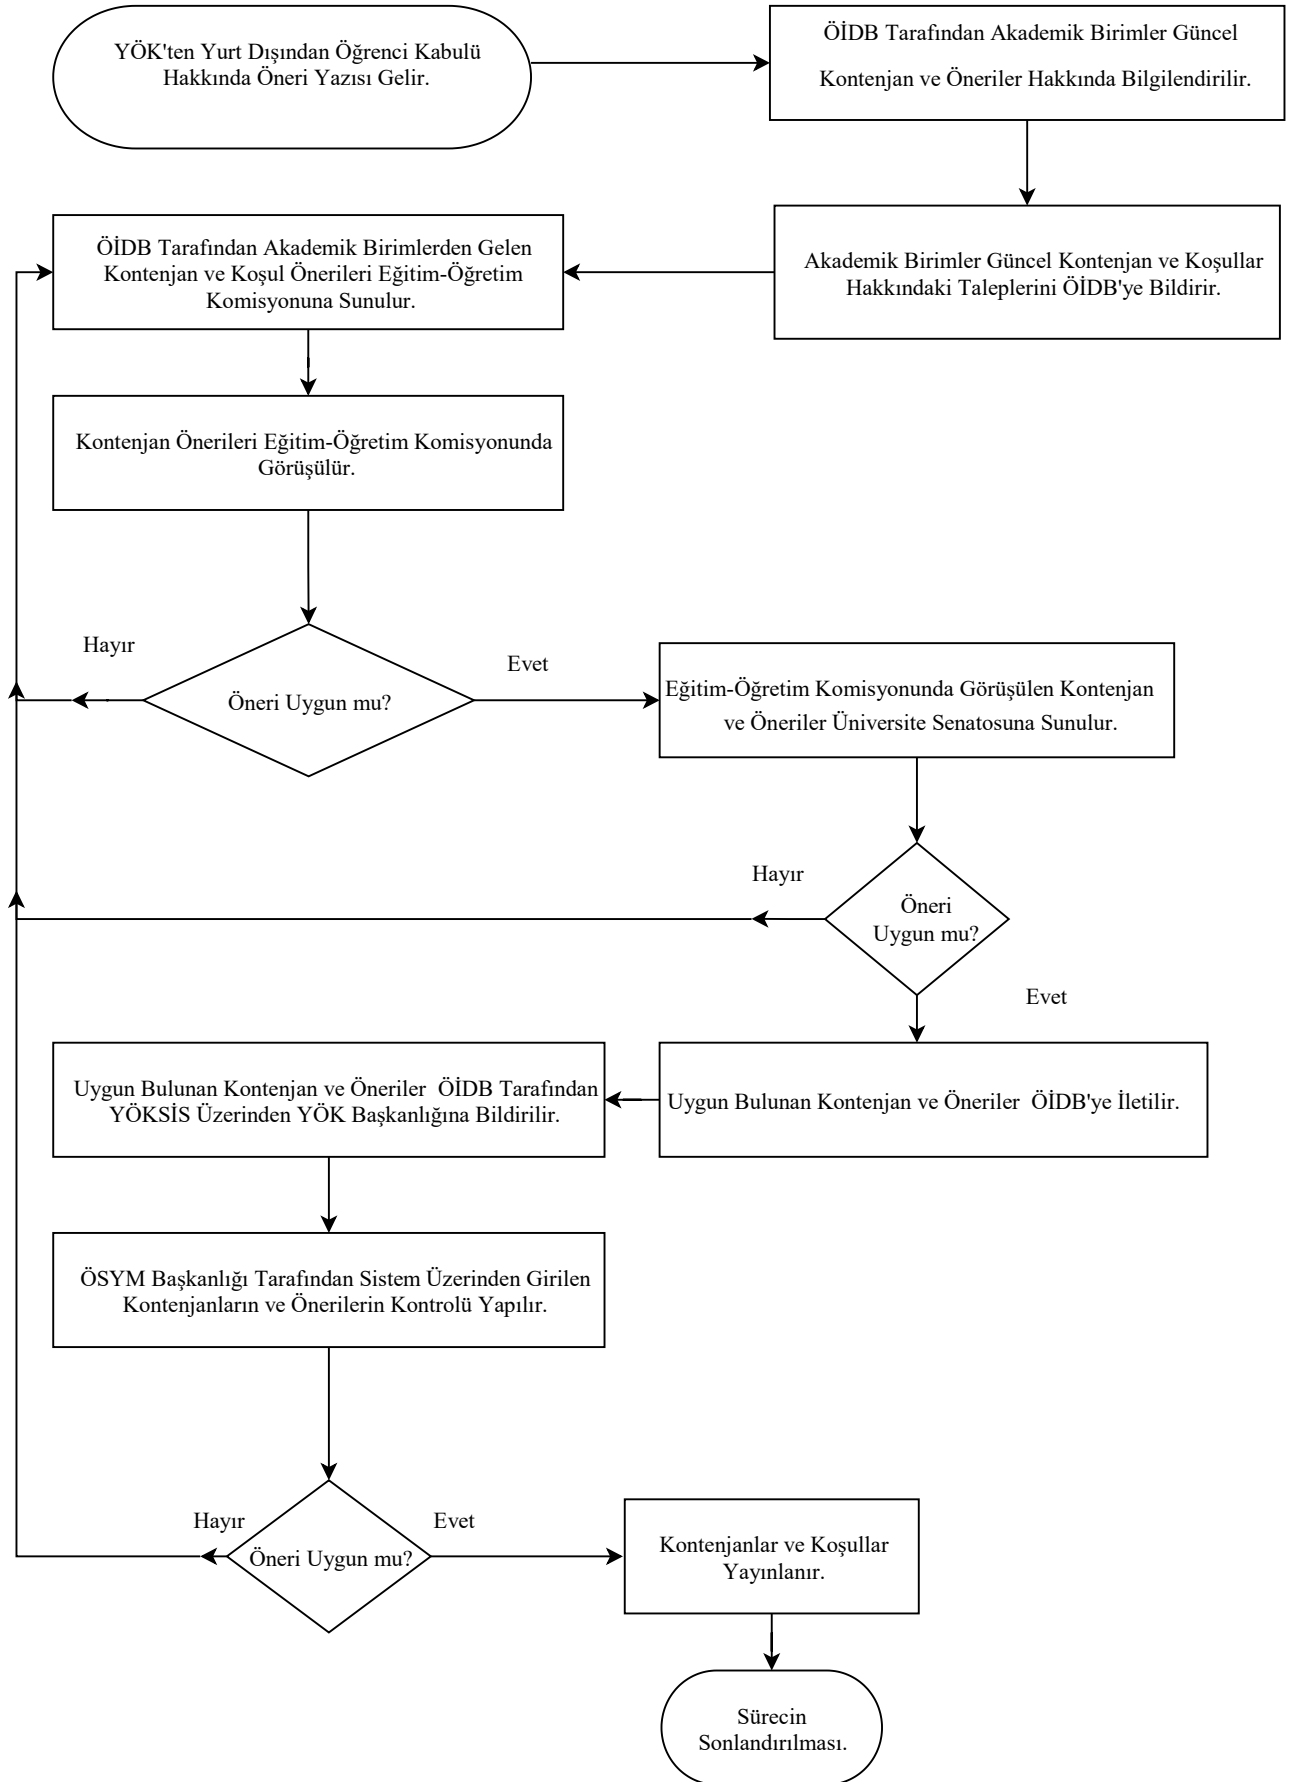 YÖK'ten Yurt Dışından Öğrenci Kabulü
Hakkında Öneri Yazısı Gelir.
ÖİDB Tarafından Akademik Birimler Güncel
Kontenjan ve Öneriler Hakkında Bilgilendirilir.
Akademik Birimler Güncel Kontenjan ve Koşullar
Hakkındaki Taleplerini ÖİDB'ye Bildirir.
ÖİDB Tarafından Akademik Birimlerden Gelen
Kontenjan ve Koşul Önerileri Eğitim-Öğretim
Komisyonuna Sunulur.
Kontenjan Önerileri Eğitim-Öğretim Komisyonunda
Görüşülür.
Öneri Uygun mu?
Hayır
Evet
Eğitim-Öğretim Komisyonunda Görüşülen Kontenjan
ve Öneriler Üniversite Senatosuna Sunulur.
Hayır
Öneri
Uygun mu?
Evet
Uygun Bulunan Kontenjan ve Öneriler ÖİDB'ye İletilir.
Uygun Bulunan Kontenjan ve Öneriler ÖİDB Tarafından
YÖKSİS Üzerinden YÖK Başkanlığına Bildirilir.
ÖSYM Başkanlığı Tarafından Sistem Üzerinden Girilen
Kontenjanların ve Önerilerin Kontrolü Yapılır.
Hayır
Öneri Uygun mu?
Evet
Kontenjanlar ve Koşullar
Yayınlanır.
Sürecin
Sonlandırılması.